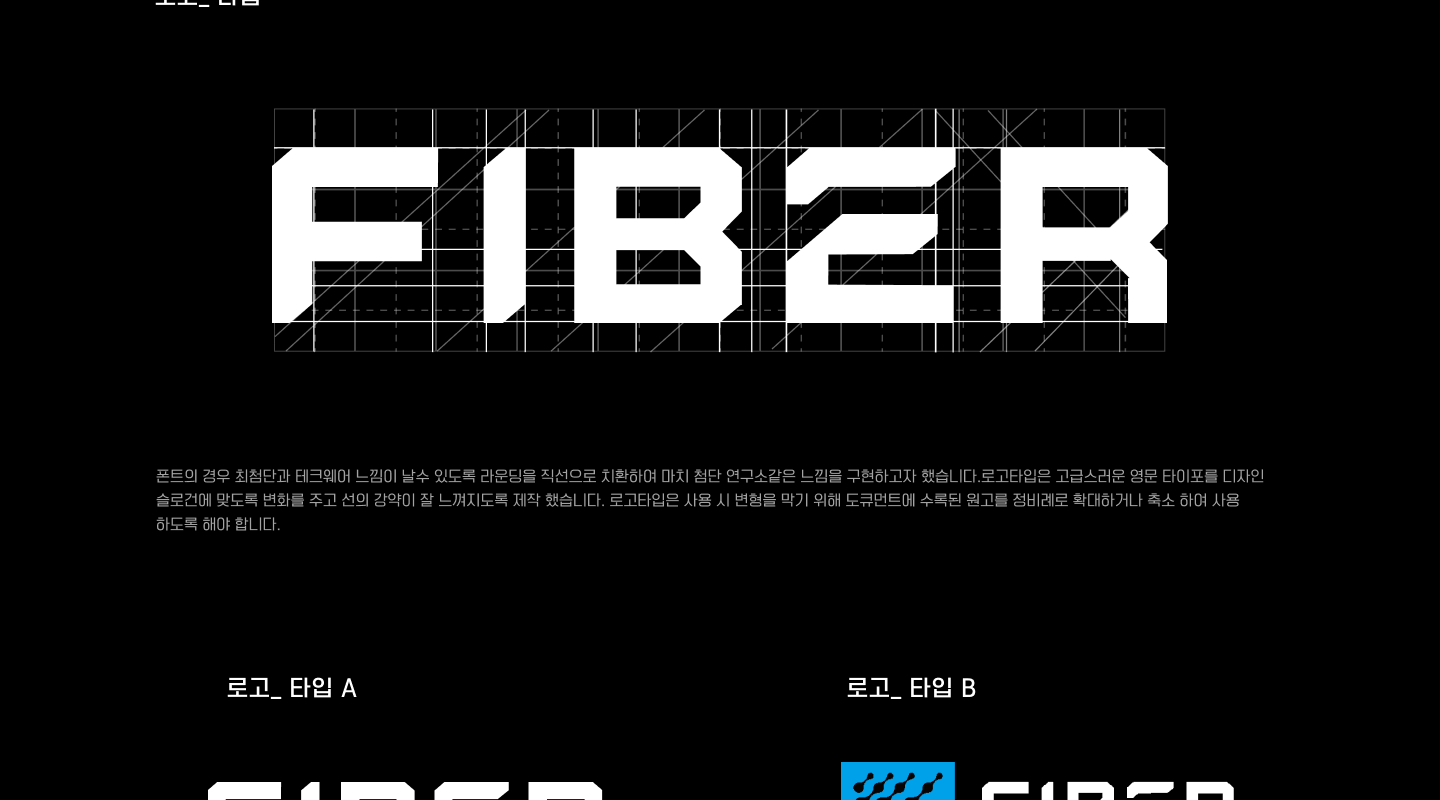 로고_ 타입
FIBER
폰트의 경우 최첨단과 테크웨어 느낌이 날수 있도록 라운딩을 직선으로 치환하여 마치 첨단 연구소같은 느낌을 구현하고자 했습니다.로고타입은 고급스러운 영문 타이포를 디자인
슬로건에 맞도록 변화를 주고 선의 강약이 잘 느껴지도록 제작 했습니다. 로고타입은 사용 시 변형을 막기 위해 도큐먼트에 수록된 원고를 정비례로 확대하거나 축소 하여 사용
하도록 해야 합니다.
로고_ 타입 A
로고_ 타입 B
FIBER
FIBER